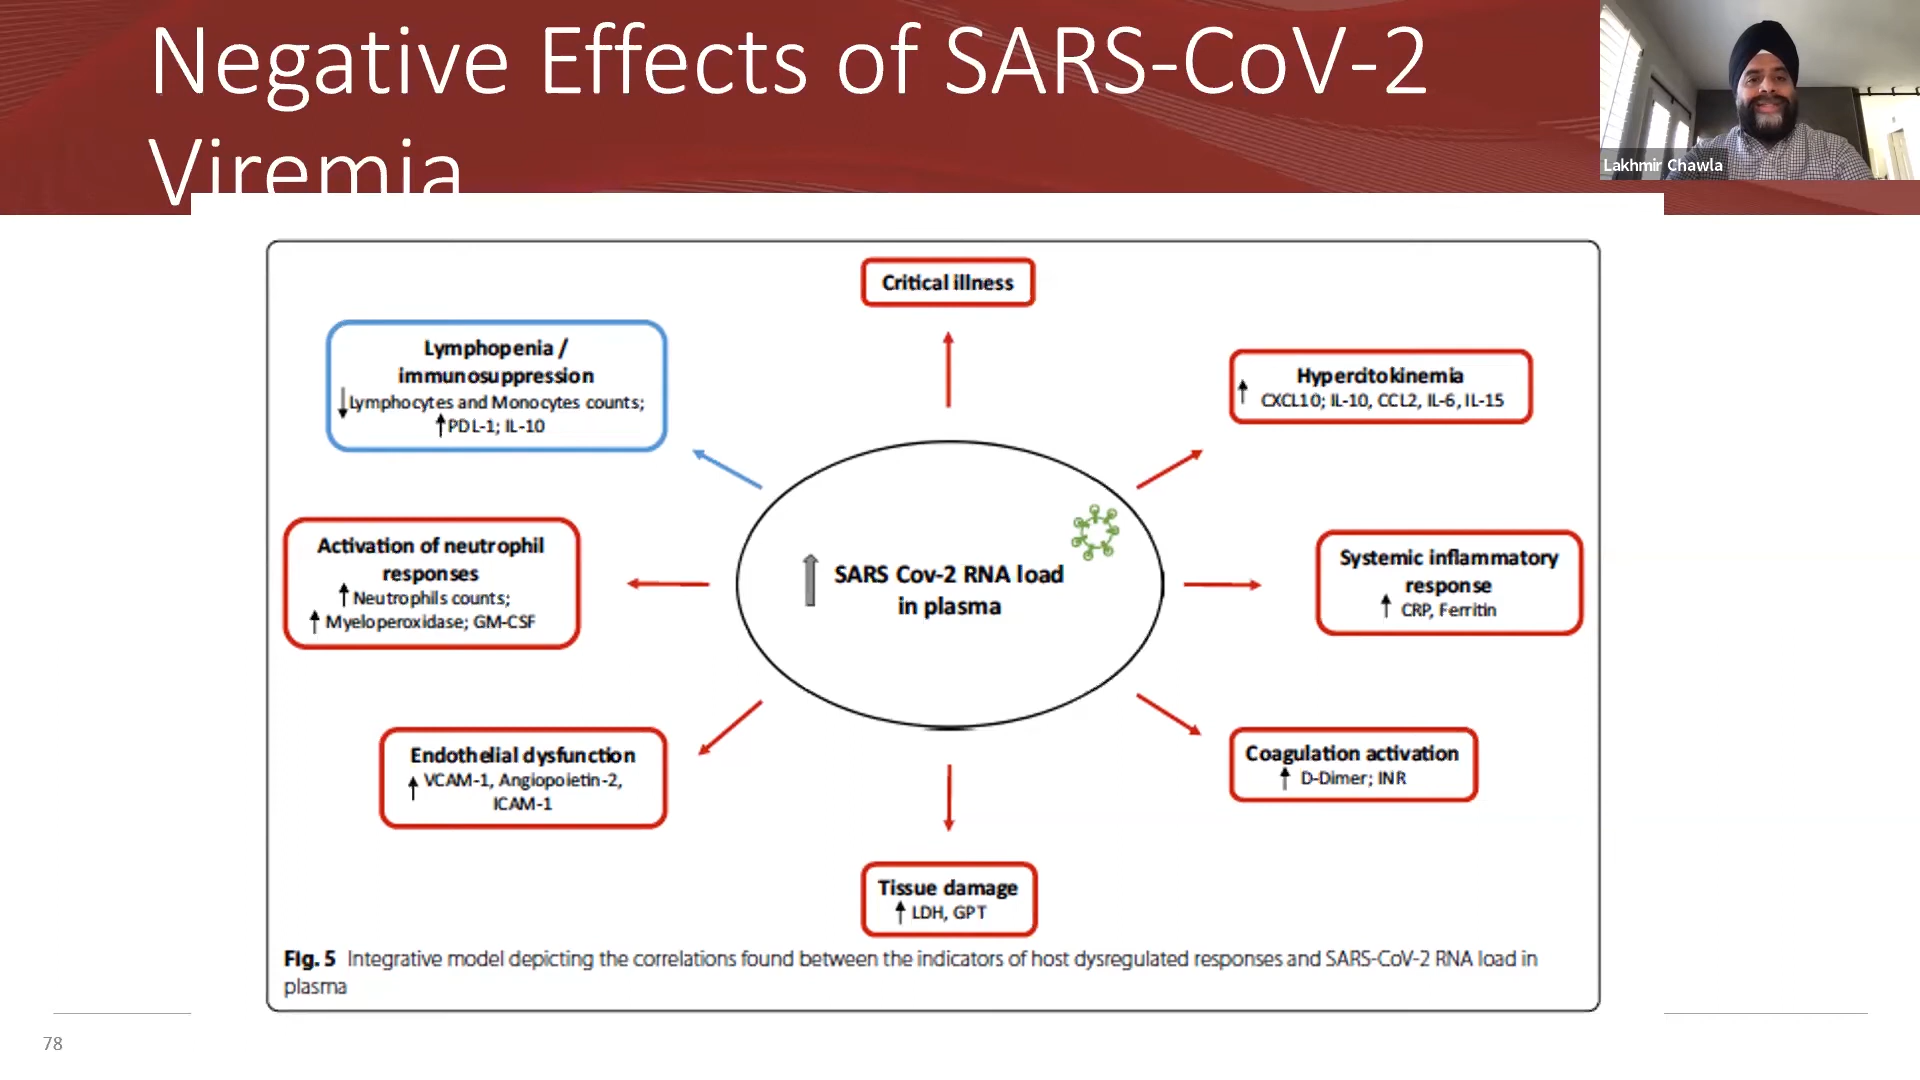 Negative Effects of SARS-CoV-2
Viremia
Lakhmir Chawla
Critical illness
Lymphopenia /
immunosuppression
↓Lymphocytes and Monocytes counts;
↑PDL-1; IL-10
Hypercitokinemia
↑ CXCL10; IL-10, CCL2, IL-6, IL-15
Activation of neutrophil
responses
↑Neutrophils counts;
↑Myeloperoxidase; GM-CSF
↑ SARS Cov-2 RNA load
in plasma
Systemic inflammatory
response
↑ CRP, Ferritin
Endothelial dysfunction
↑VCAM-1, Angiopoietin-2,
ICAM-1
Coagulation activation
↑ D-Dimer; INR
Tissue damage
↑ LDH, GPT
Fig. 5 Integrative model depicting the correlations found between the indicators of host dysregulated responses and SARS-CoV-2 RNA load in
plasma
78